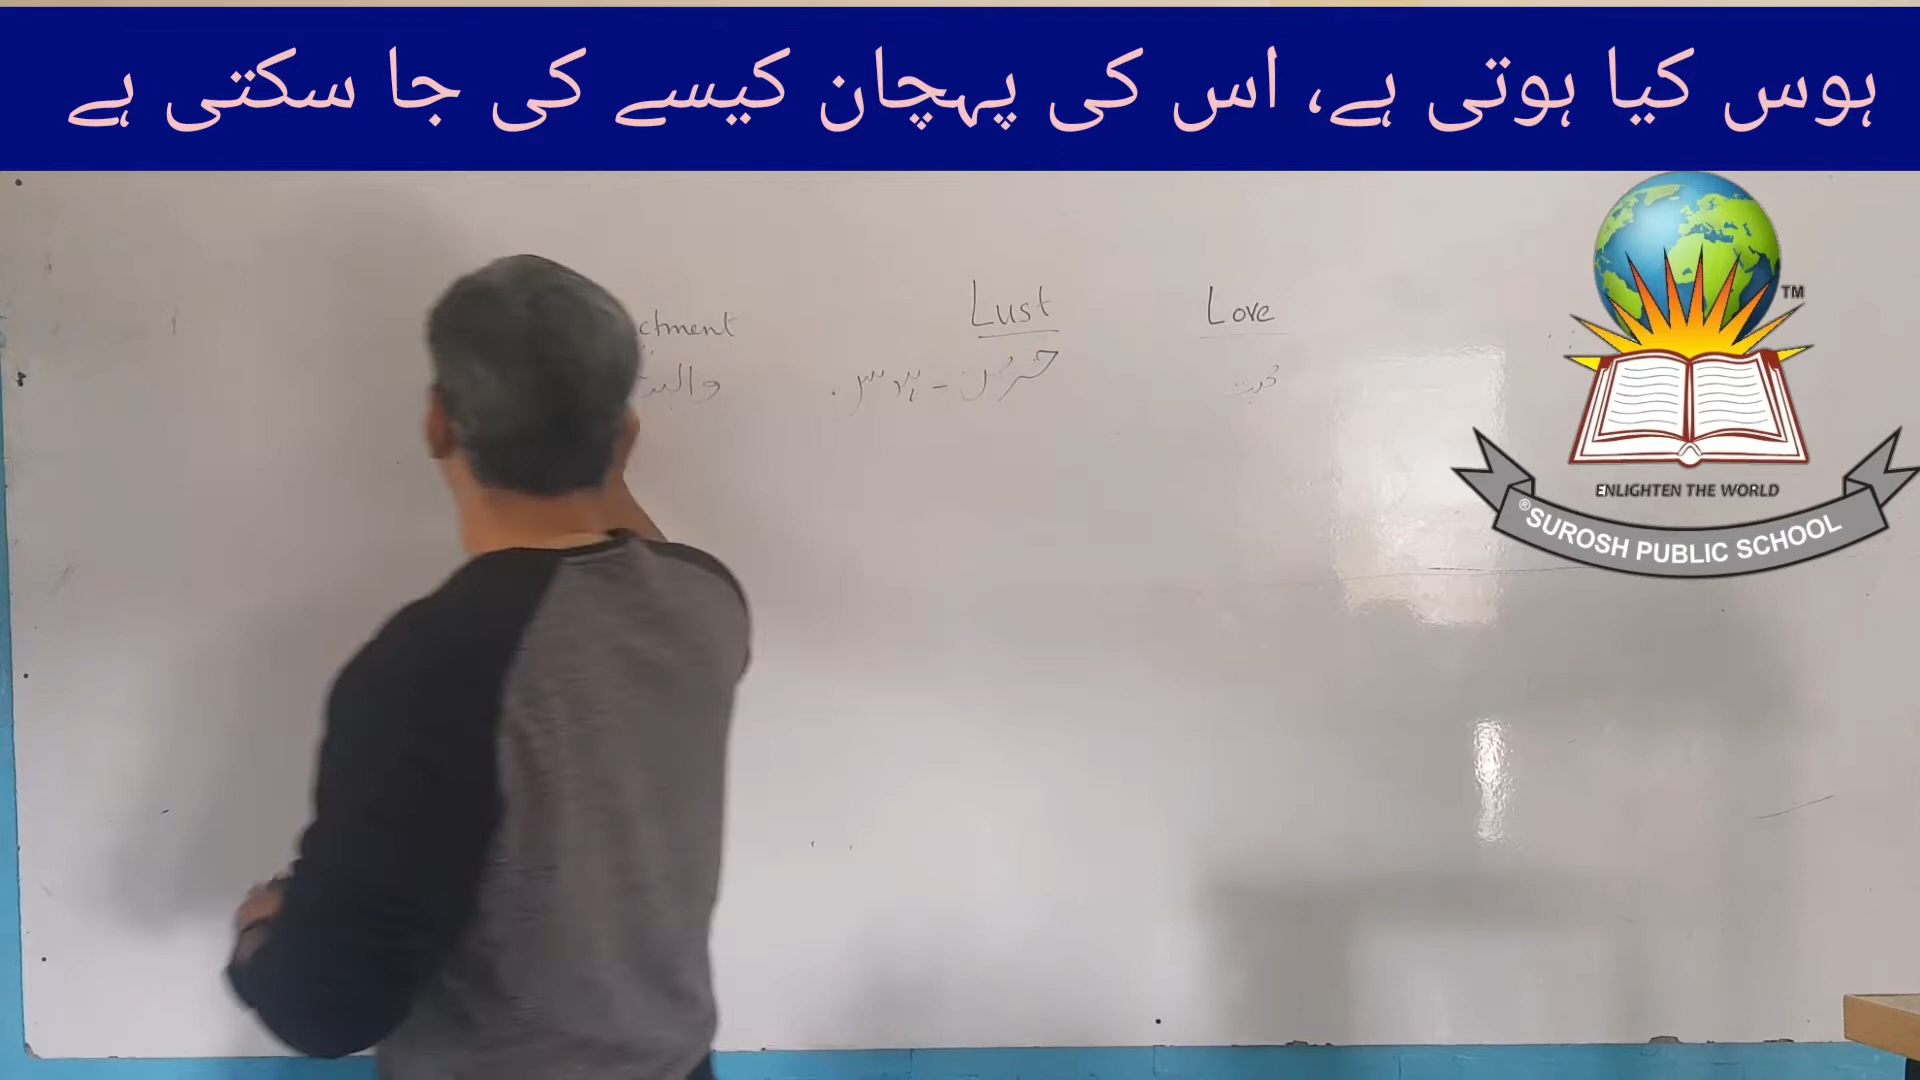 ہوس کیا ہوتی ہے، اس کی پہچان کیسے کی جا سکتی ہے
Lust
Love
محبت
TM
ENLIGHTEN THE WORLD
®SUROSH PUBLIC SCHOOL